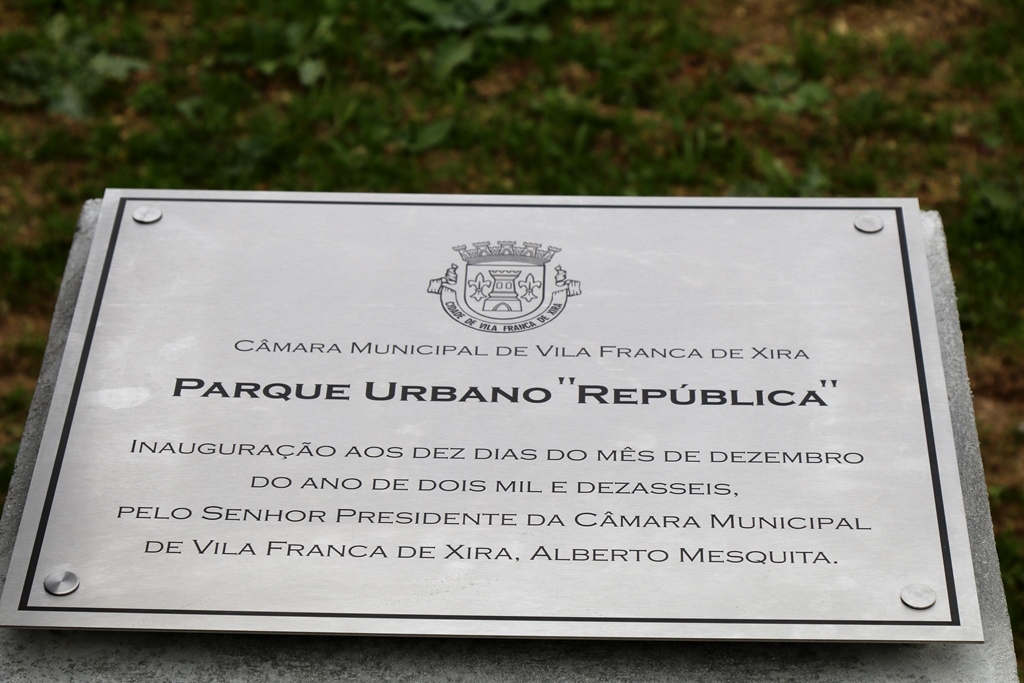 CIDADE DE VILA FRANCA DE XIRA
CÂMARA MUNICIPAL DE VILA FRANCA DE XIRA
PARQUE URBANO "REPÚBLICA"
INAUGURAÇÃO AOS DEZ DIAS DO MÊS DE DEZEMBRO
DO ANO DE DOIS MIL E DEZASSEIS,
PELO SENHOR PRESIDENTE DA CÂMARA MUNICIPAL
DE VILA FRANCA DE XIRA, ALBERTO MESQUITA.